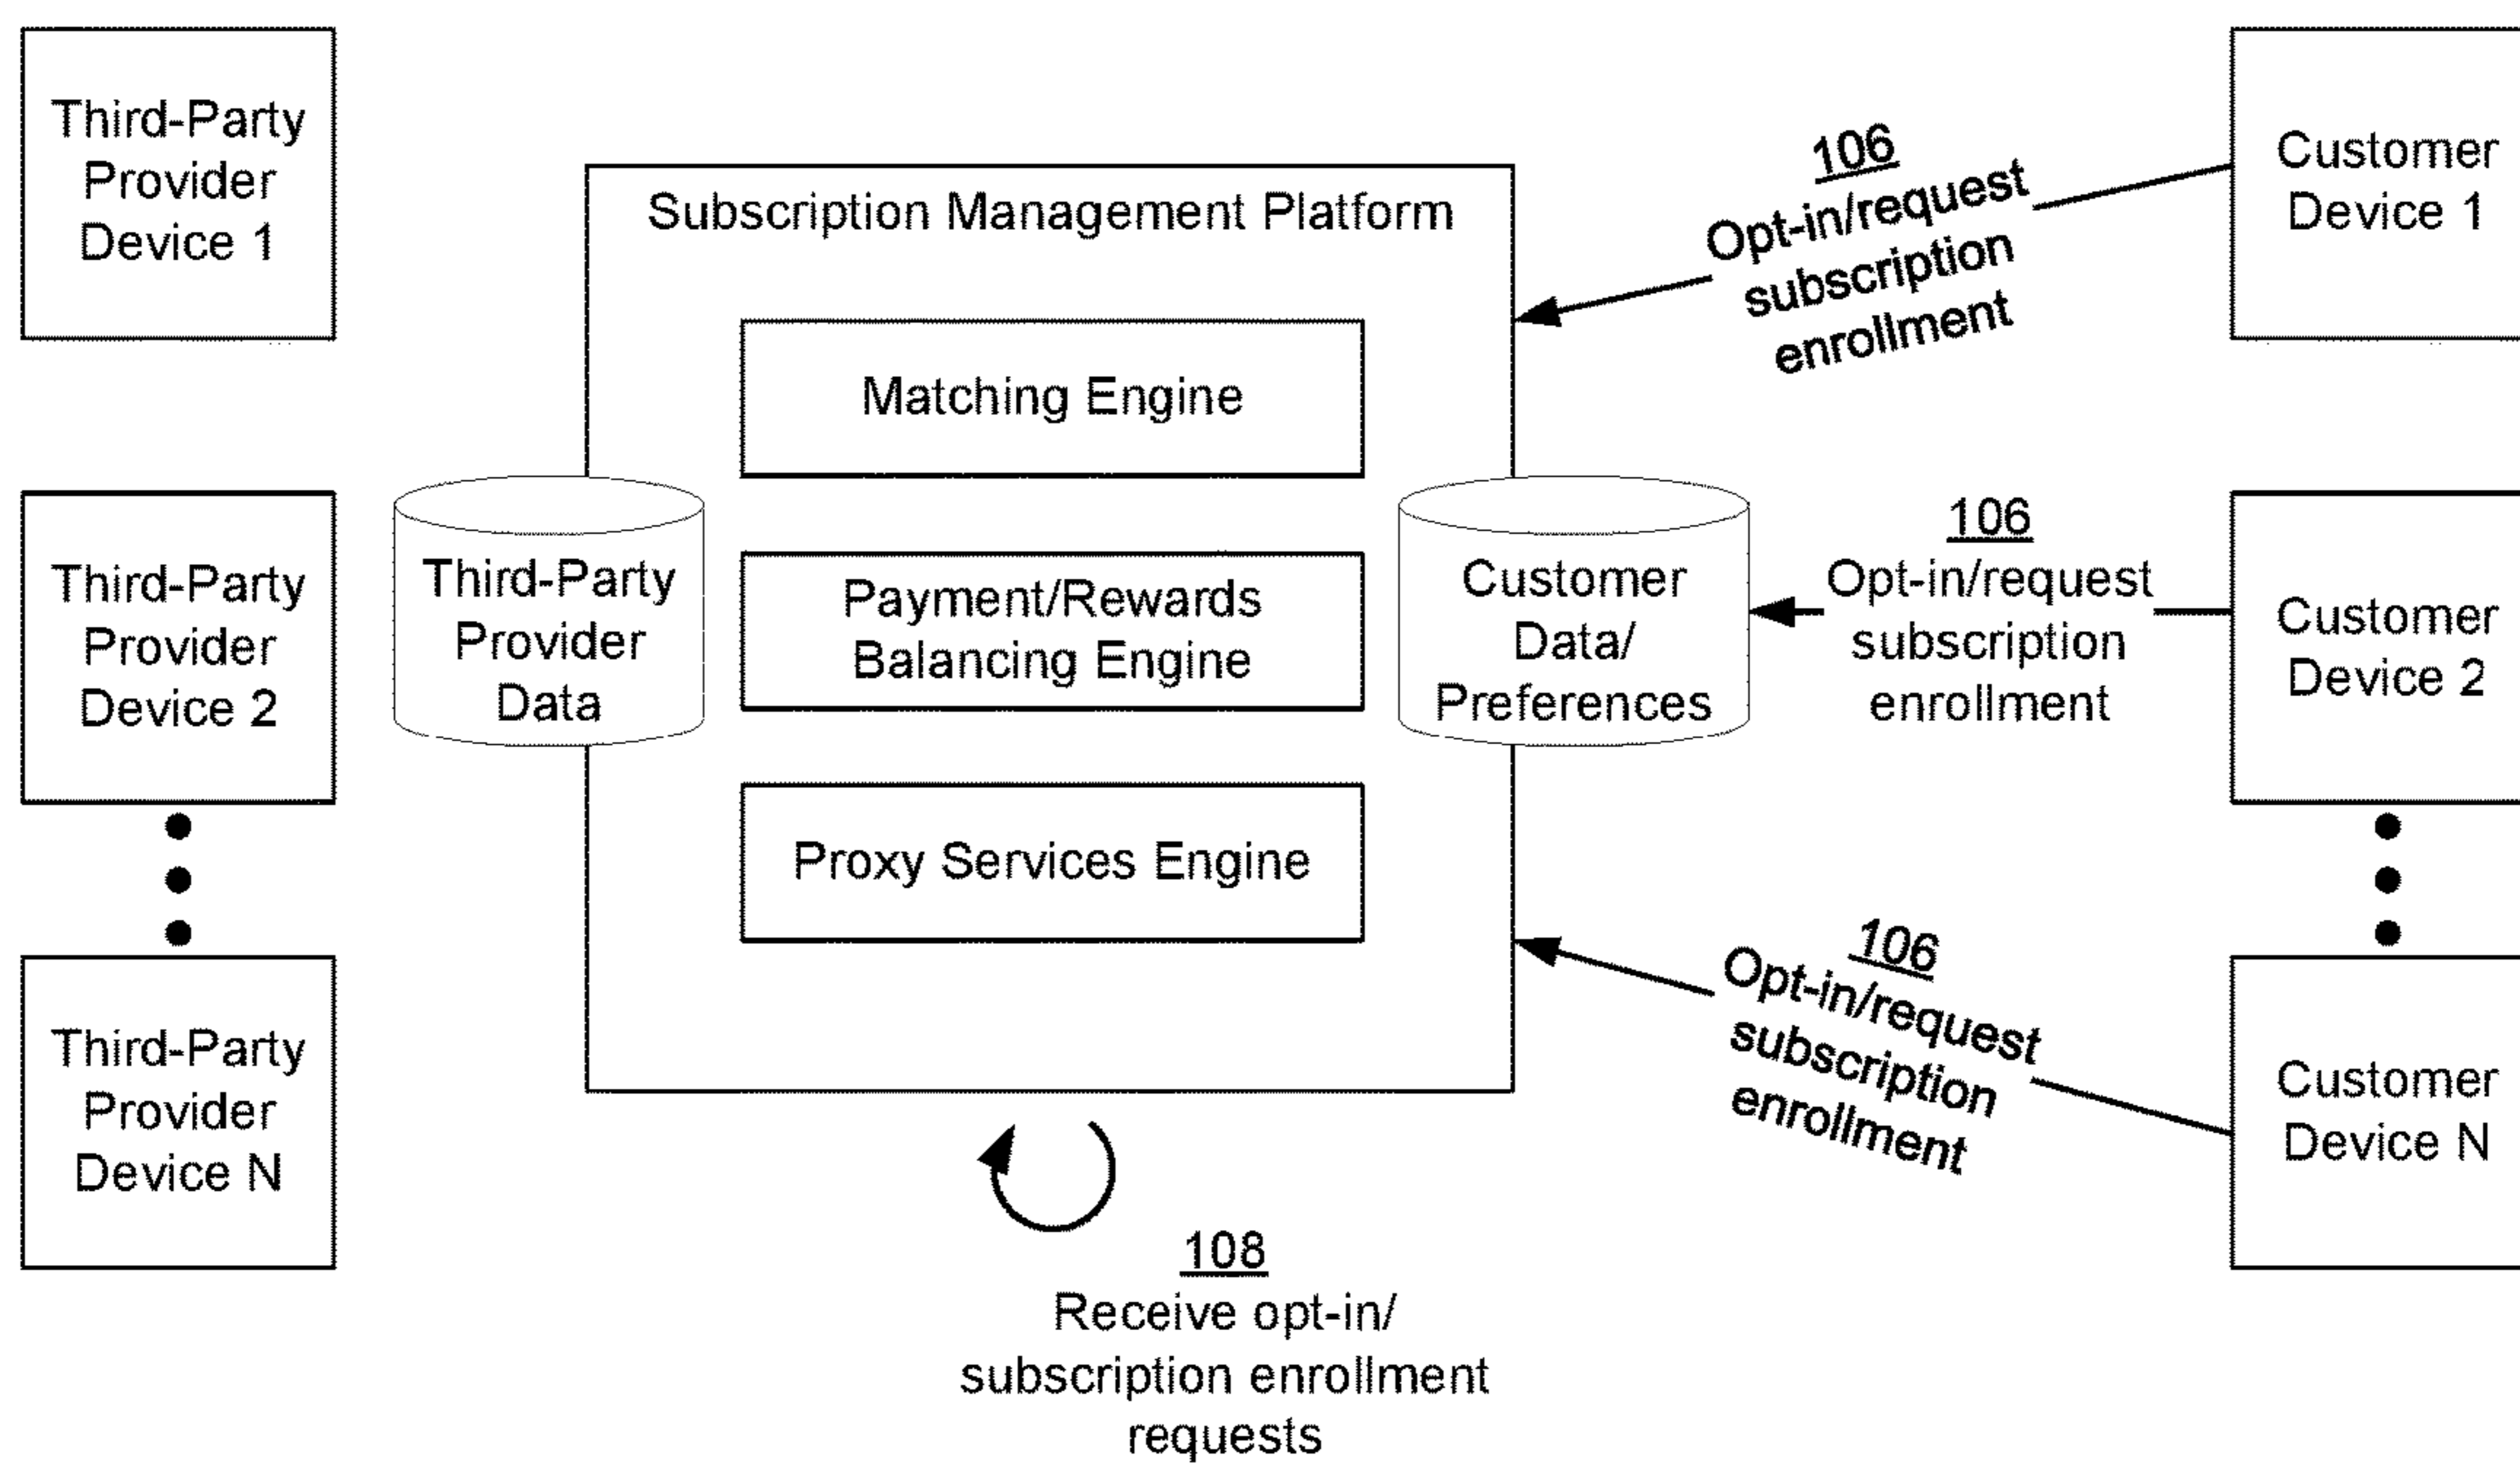 Third-Party
Provider
Device 1
Third-Party
Provider
Device 2
Third-Party
Provider
Device N
Subscription Management Platform
Matching Engine
Third-Party
Provider
Data
Payment/Rewards
Balancing Engine
Customer
Data/
Preferences
Proxy Services Engine
106
Opt-in/request
subscription
enrollment
106
Opt-in/request
subscription
enrollment
106
Opt-in/request
subscription
enrollment
Customer
Device 1
Customer
Device 2
Customer
Device N
108
Receive opt-in/
subscription enrollment
requests